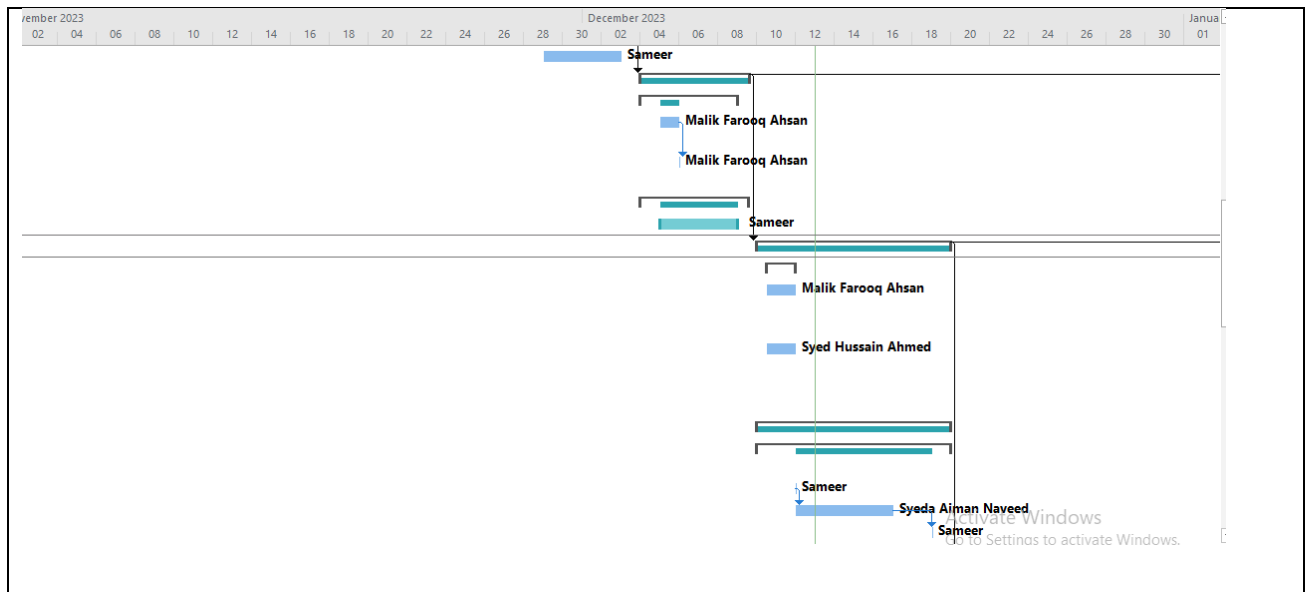 vember 2023 December 2023 Janua
02 04 06 08 10 12 14 16 18 20 22 24 26 28 30 02 04 06 08 10 12 14 16 18 20 22 24 26 28 30 01
Sameer
Malik Farooq Ahsan
Malik Farooq Ahsan
Sameer
Malik Farooq Ahsan
Syed Hussain Ahmed
Sameer
Syeda Aiman Naveed
Activate Windows
Sameer
Go to Settings to activate Windows.